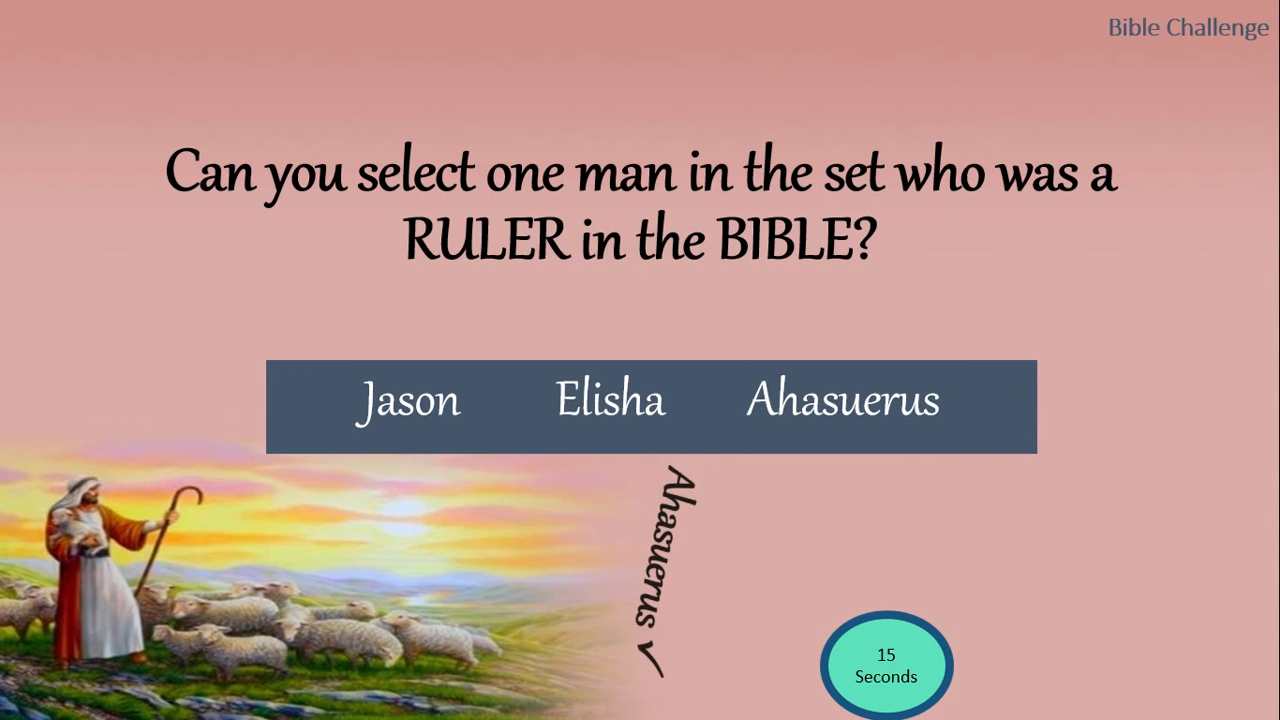 Bible Challenge
Can you select one man in the set who was a
RULER in the BIBLE?
Jason Elisha Ahasuerus
Ahasuerus ✓
15
Seconds